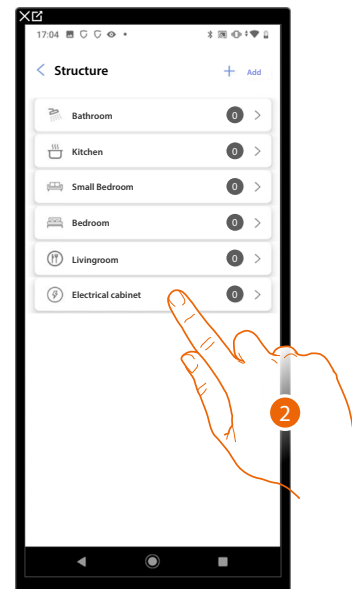 17:04
Structure
Add
Bathroom 0
Kitchen 0
Small Bedroom 0
Bedroom 0
Livingroom 0
Electrical cabinet 0
2